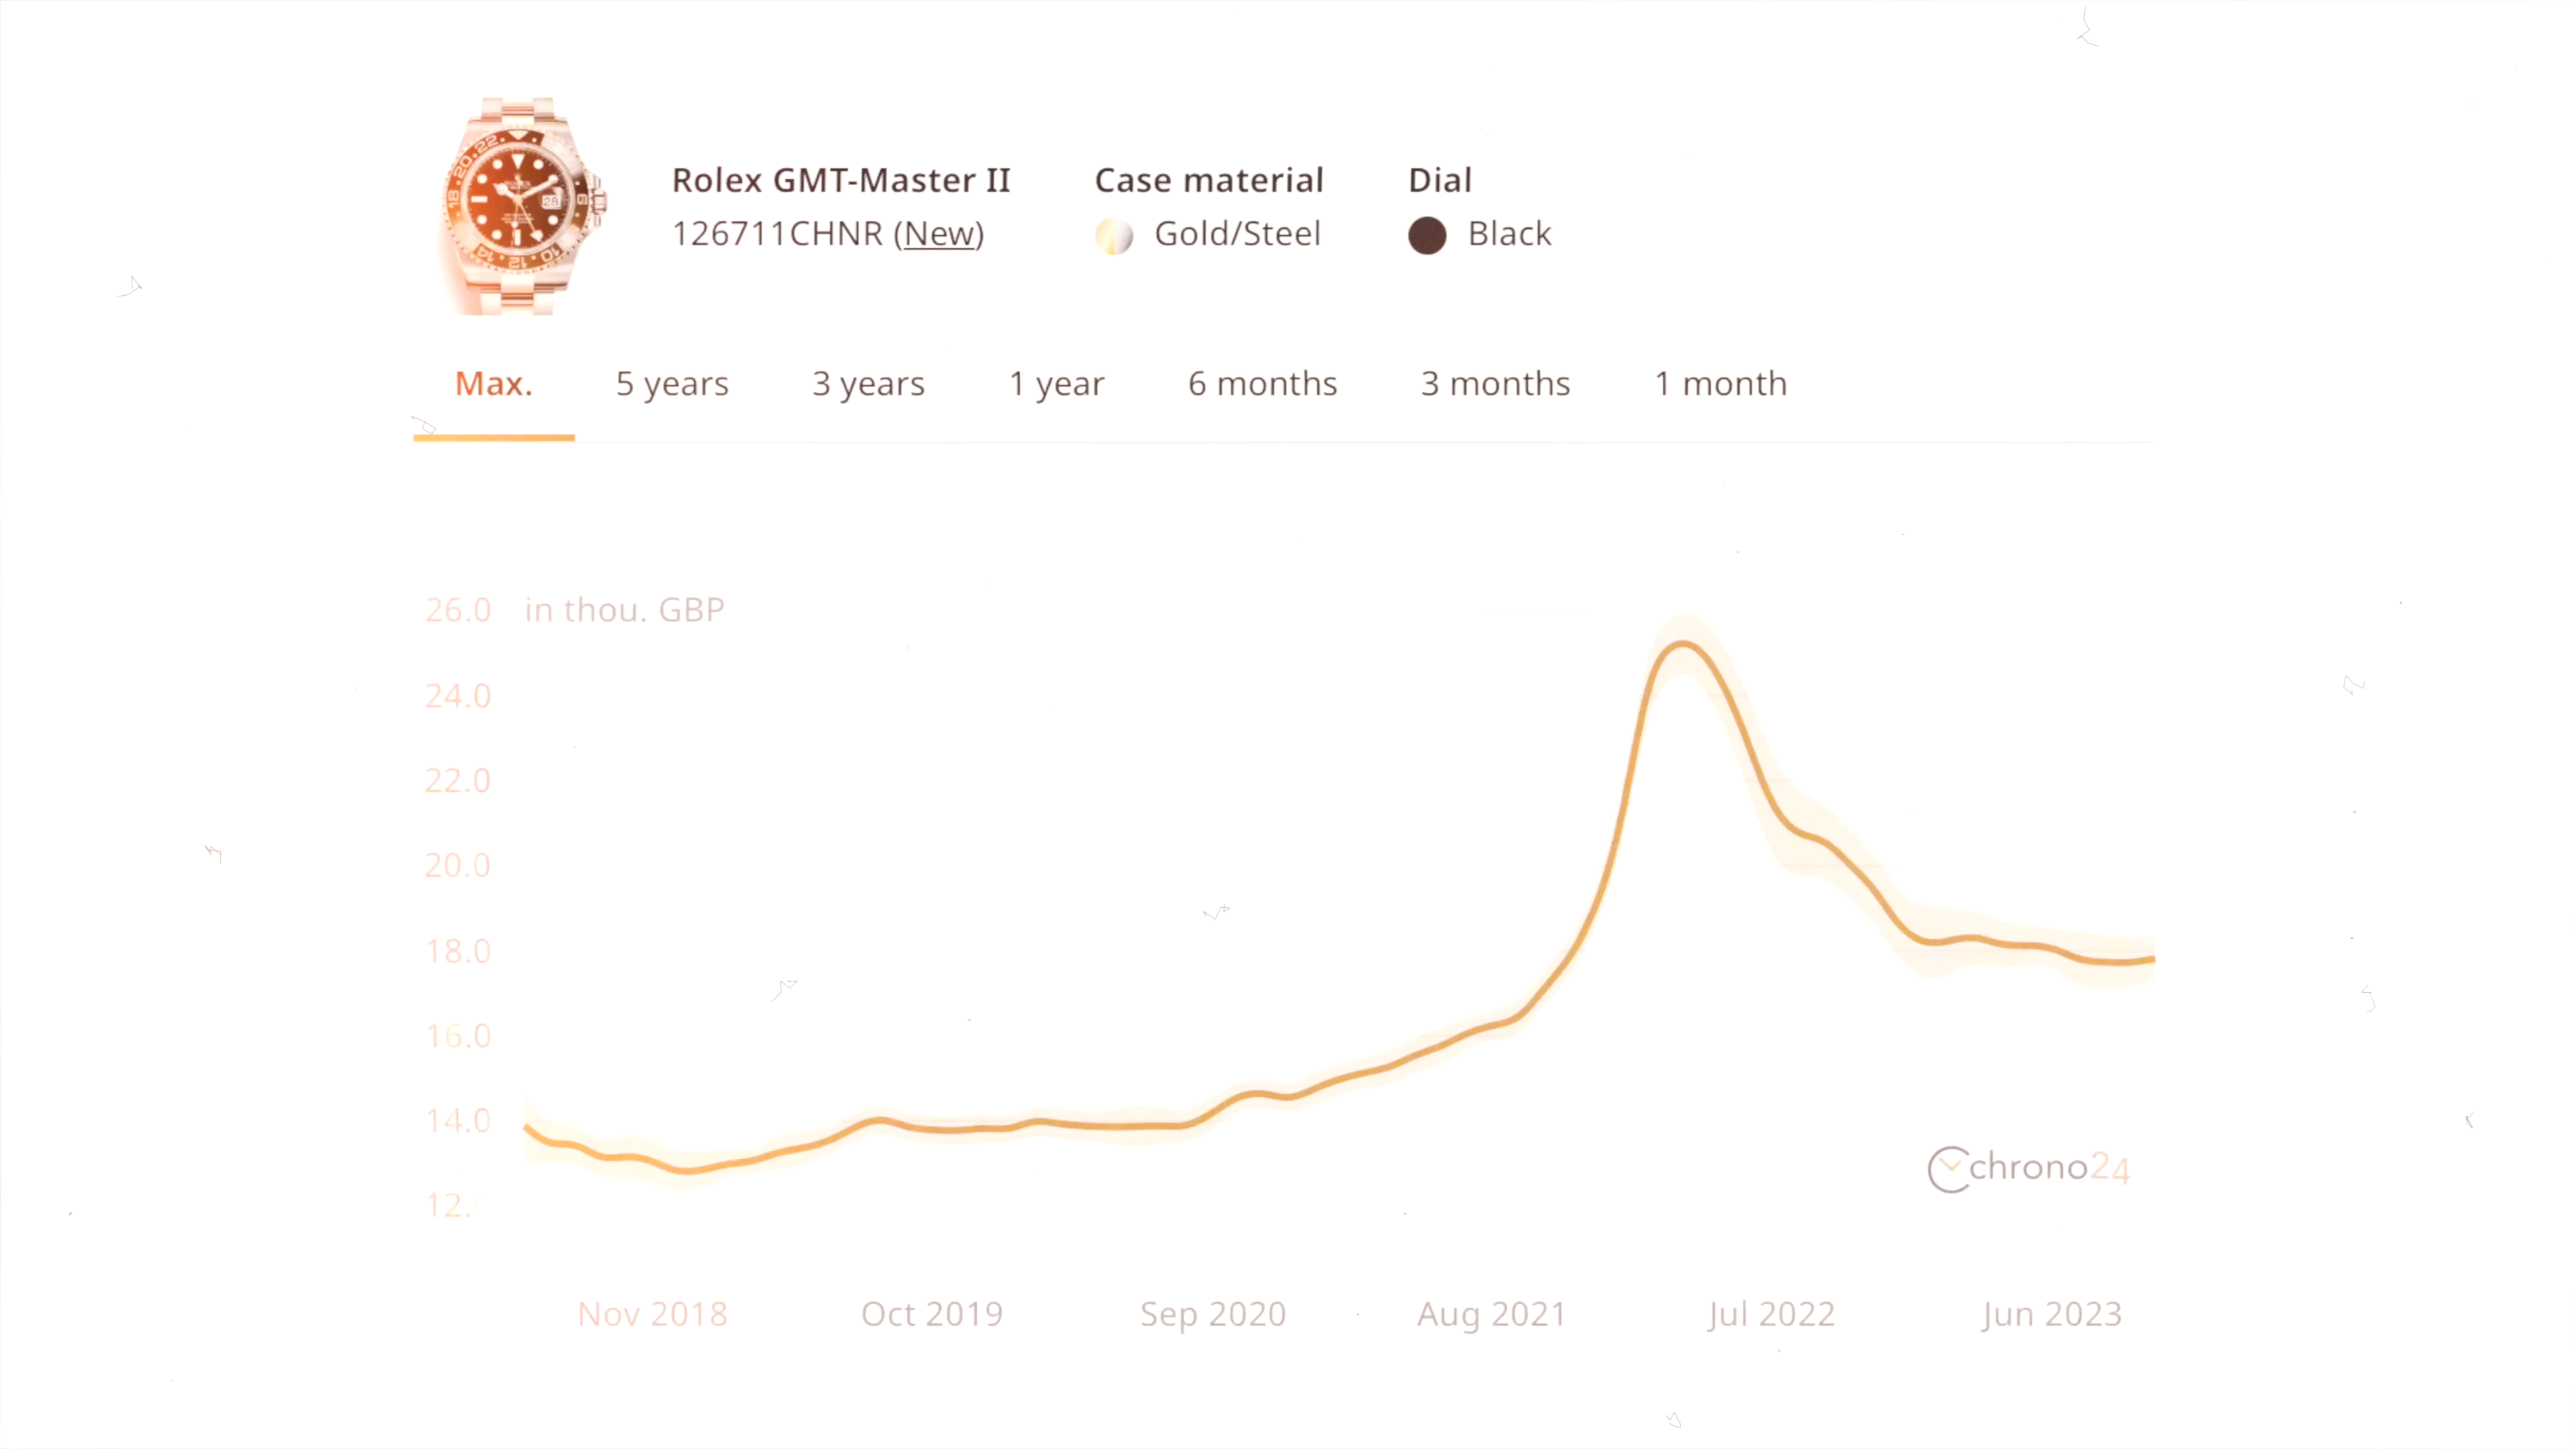 Rolex GMT-Master II
126711CHNR (New)
Case material
Gold/Steel
Dial
Black
Max.
5 years
3 years
1 year
6 months
3 months
1 month
26.0 in thou. GBP
24.0
22.0
20.0
18.0
16.0
14.0
12.
chrono24
Nov 2018
Oct 2019
Sep 2020
Aug 2021
Jul 2022
Jun 2023